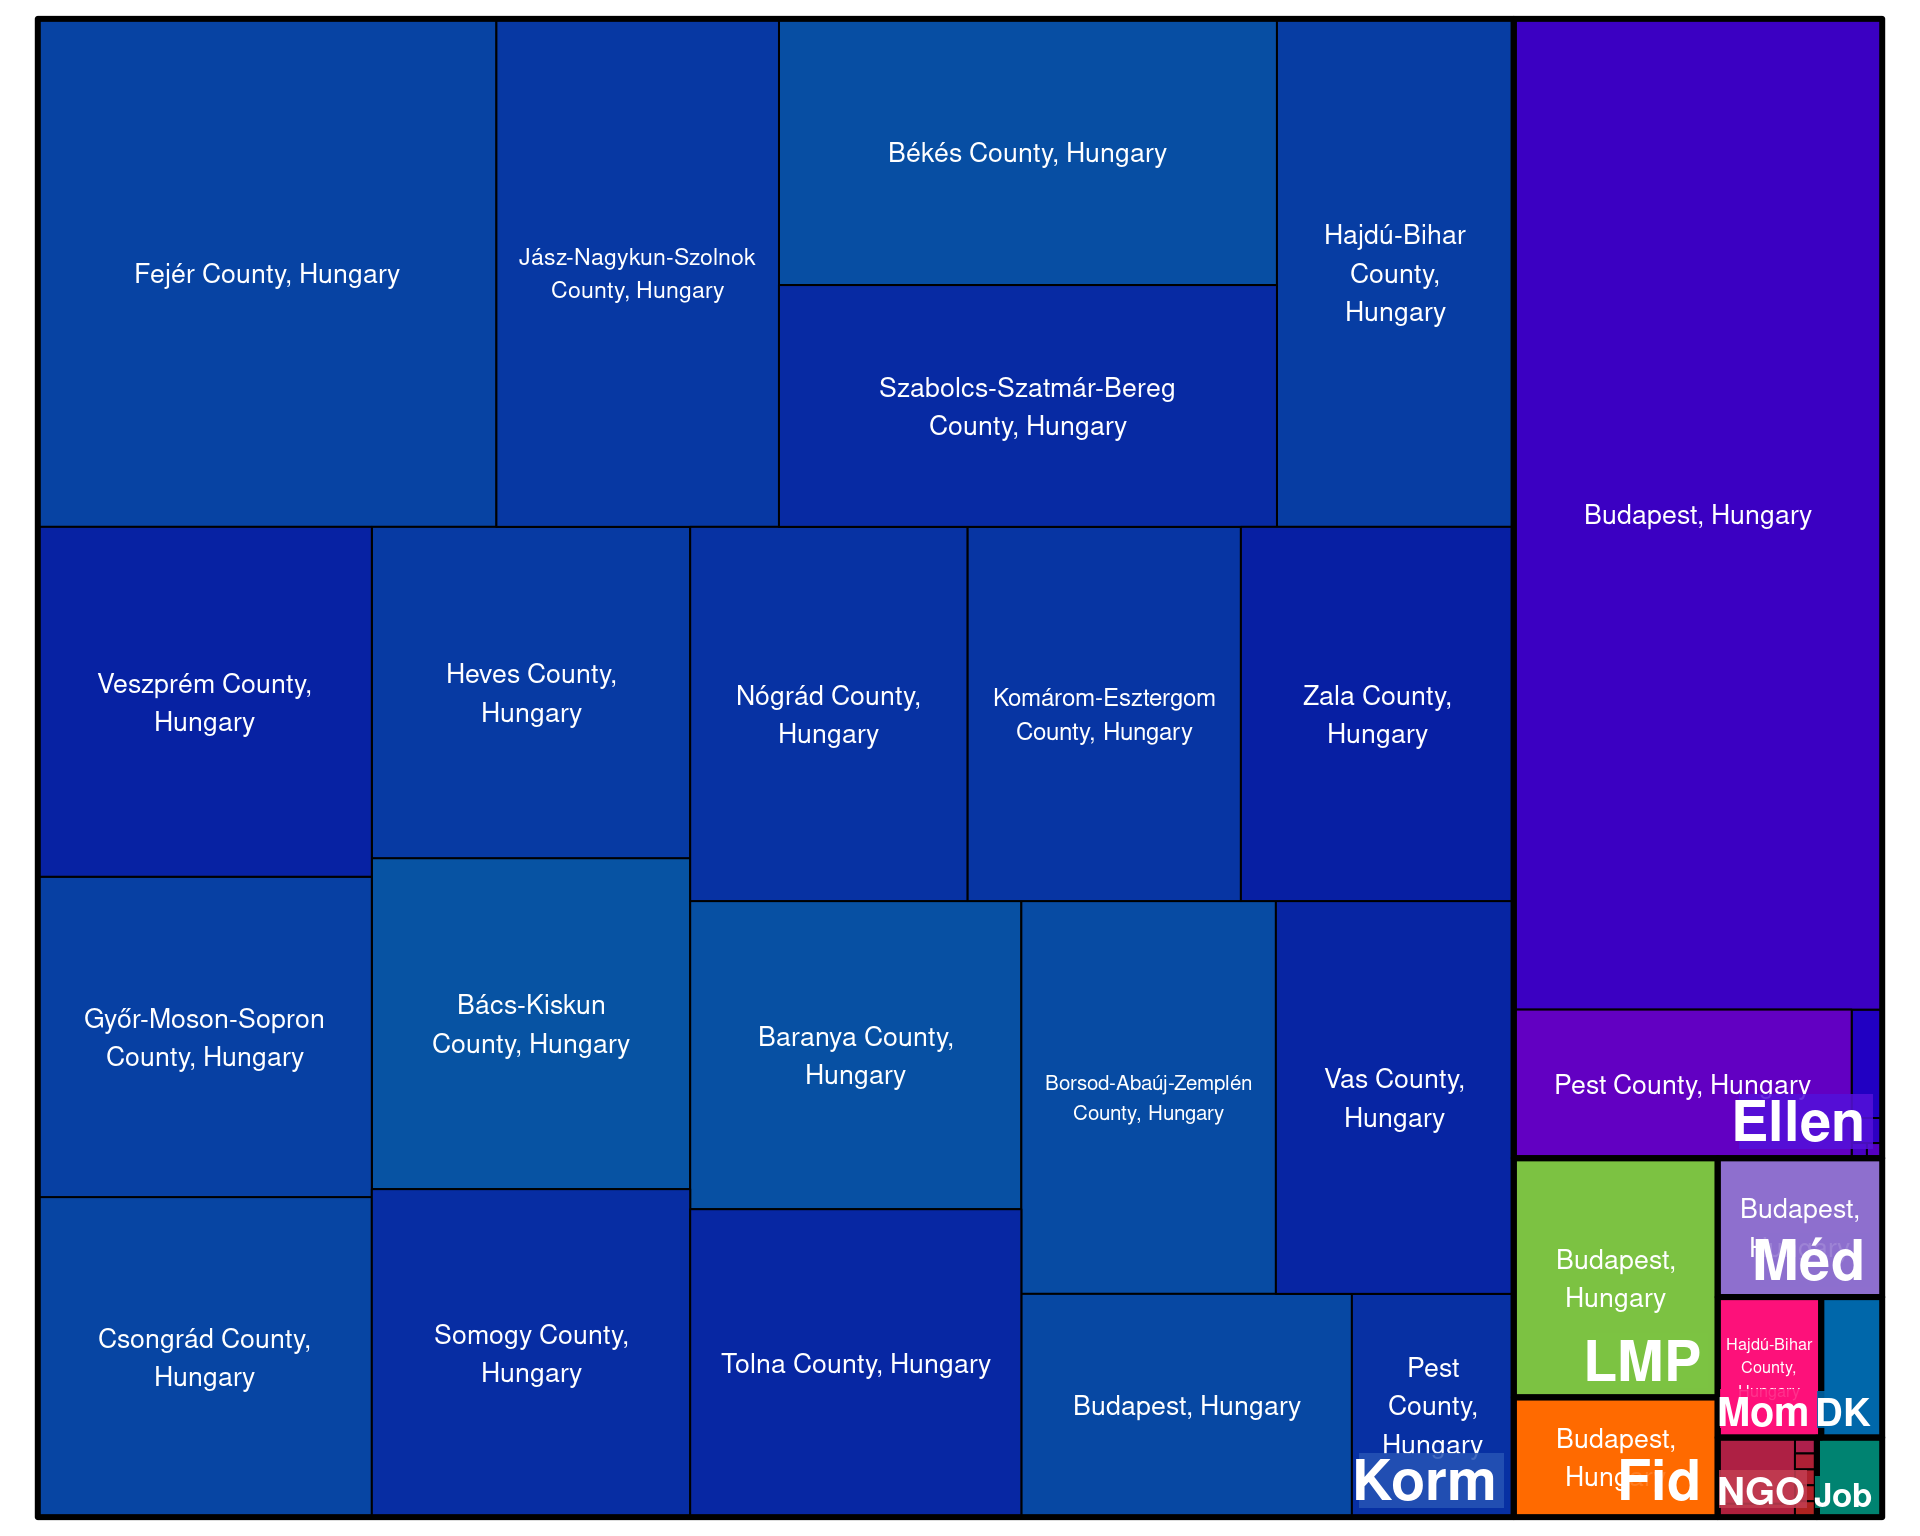 Fejér County, Hungary
Jász-Nagykun-Szolnok
County, Hungary
Békés County, Hungary
Szabolcs-Szatmár-Bereg
County, Hungary
Hajdú-Bihar
County,
Hungary
Budapest, Hungary
Veszprém County,
Hungary
Heves County,
Hungary
Nógrád County,
Hungary
Komárom-Esztergom
County, Hungary
Zala County,
Hungary
Győr-Moson-Sopron
County, Hungary
Bács-Kiskun
County, Hungary
Baranya County,
Hungary
Borsod-Abaúj-Zemplén
County, Hungary
Vas County,
Hungary
Pest County, Hungary
Ellen
Csongrád County,
Hungary
Somogy County,
Hungary
Tolna County, Hungary
Budapest, Hungary
Pest
County,
Hungary
Korm
Budapest,
Hungary
LMP
Budapest,
Méd
Hajdú-Bihar
County,
Hungary
Mom
DK
Budapest,
Hungary
Fid
NGO
Job